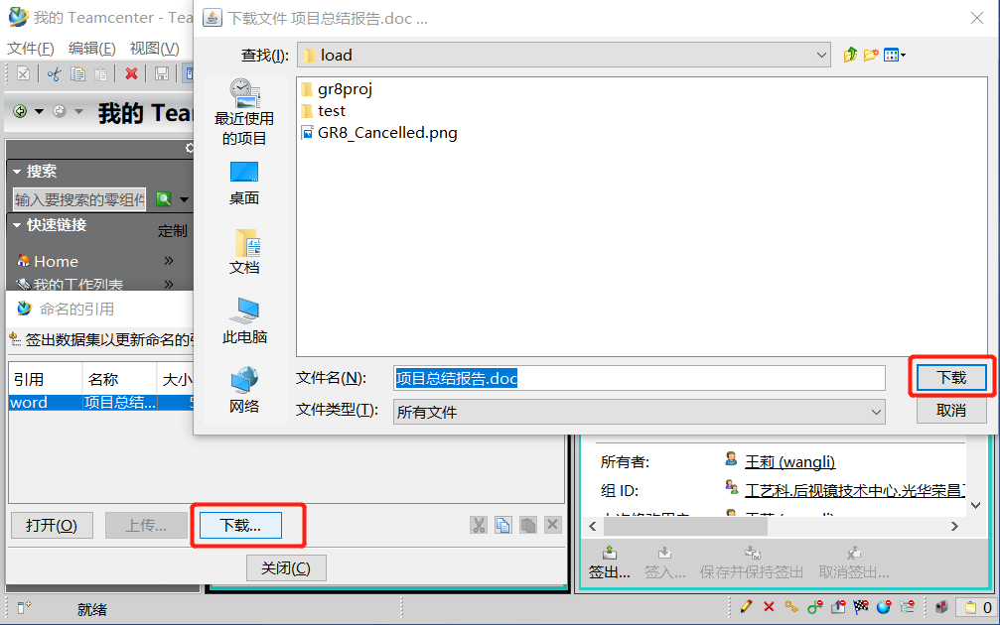 我的 Teamcenter - Tea
文件(F) 编辑(E) 视图(V)
我的 Tear
搜索
输入要搜索的零组件
快速链接
定制
Home
我的工作列表
命名的引用
签出数据集以更新命名的引
引用 名称 大小
word 项目总结... 5
打开(O) 上传... 下载...
关闭(C)
就绪
下载文件 项目总结报告.doc ...
查找(I): load
最近使用
的项目
桌面
文档
此电脑
网络
gr8proj
test
GR8_Cancelled.png
文件名(N): 项目总结报告.doc 下载
文件类型(T): 所有文件 取消
所有者: 王莉 (wangli)
组 ID: 工艺科.后视镜技术中心.光华荣昌
签出... 签入... 保存并保持签出 取消签出...
0